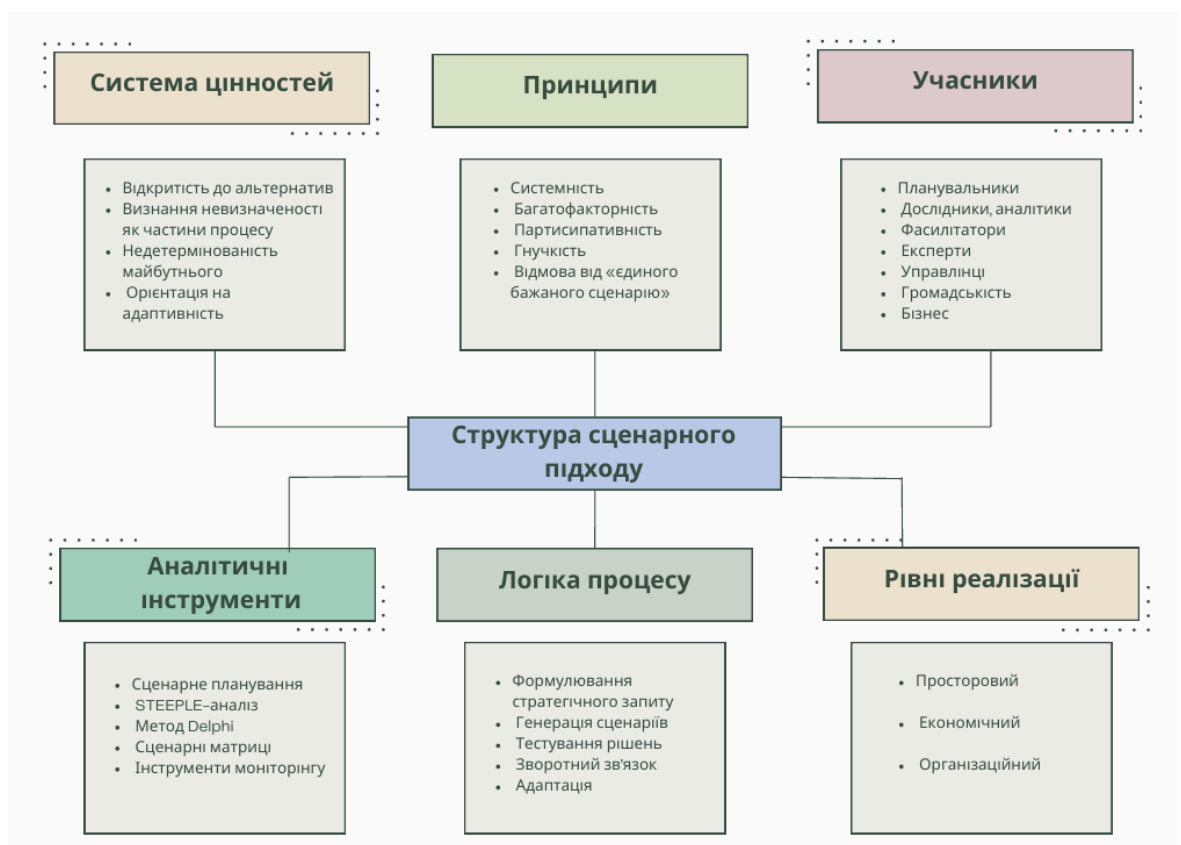 Система цінностей
Принципи
Учасники
• Відкритість до альтернатив
• Визнання невизначеності
як частини процесу
• Недетермінованість
майбутнього
• Орієнтація на
адаптивність
• Системність
• Багатофакторність
• Партисипативність
• Гнучкість
• Відмова від «єдиного
бажаного сценарію»
• Планувальники
• Дослідники, аналітики
• Фасилітатори
• Експерти
• Управлінці
• Громадськість
• Бізнес
Структура сценарного
підходу
Аналітичні
інструменти
Логіка процесу
Рівні реалізації
• Сценарне планування
• STEEPLE-аналіз
• Метод Delphi
• Сценарні матриці
• Інструменти моніторінгу
• Формулювання
стратегічного запиту
• Генерація сценаріїв
• Тестування рішень
• Зворотний зв'язок
• Адаптація
• Просторовий
• Економічний
• Організаційний